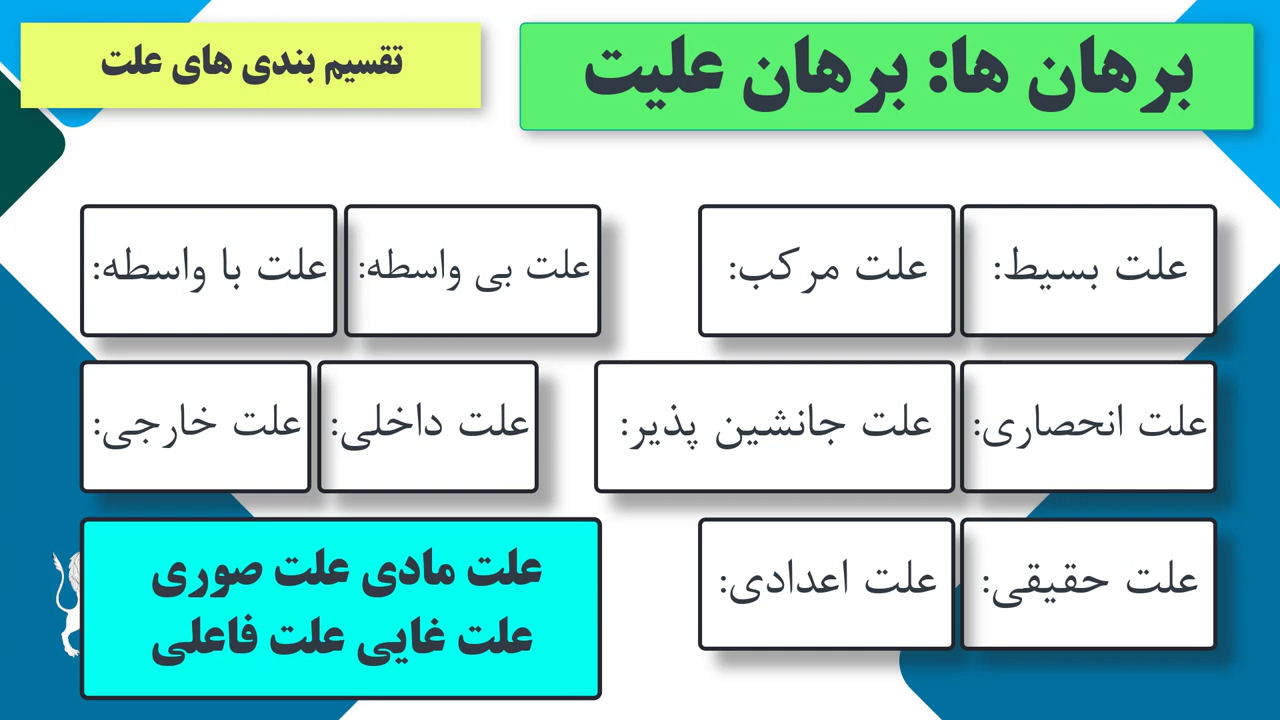 برهان ها: برهان علیت
تقسیم بندی های علت
علت بسیط:
علت مرکب:
علت بی واسطه:
علت با واسطه:
علت انحصاری:
علت جانشین پذیر:
علت داخلی:
علت خارجی:
علت حقیقی:
علت اعدادی:
علت مادی علت صوری
علت غایی علت فاعلی